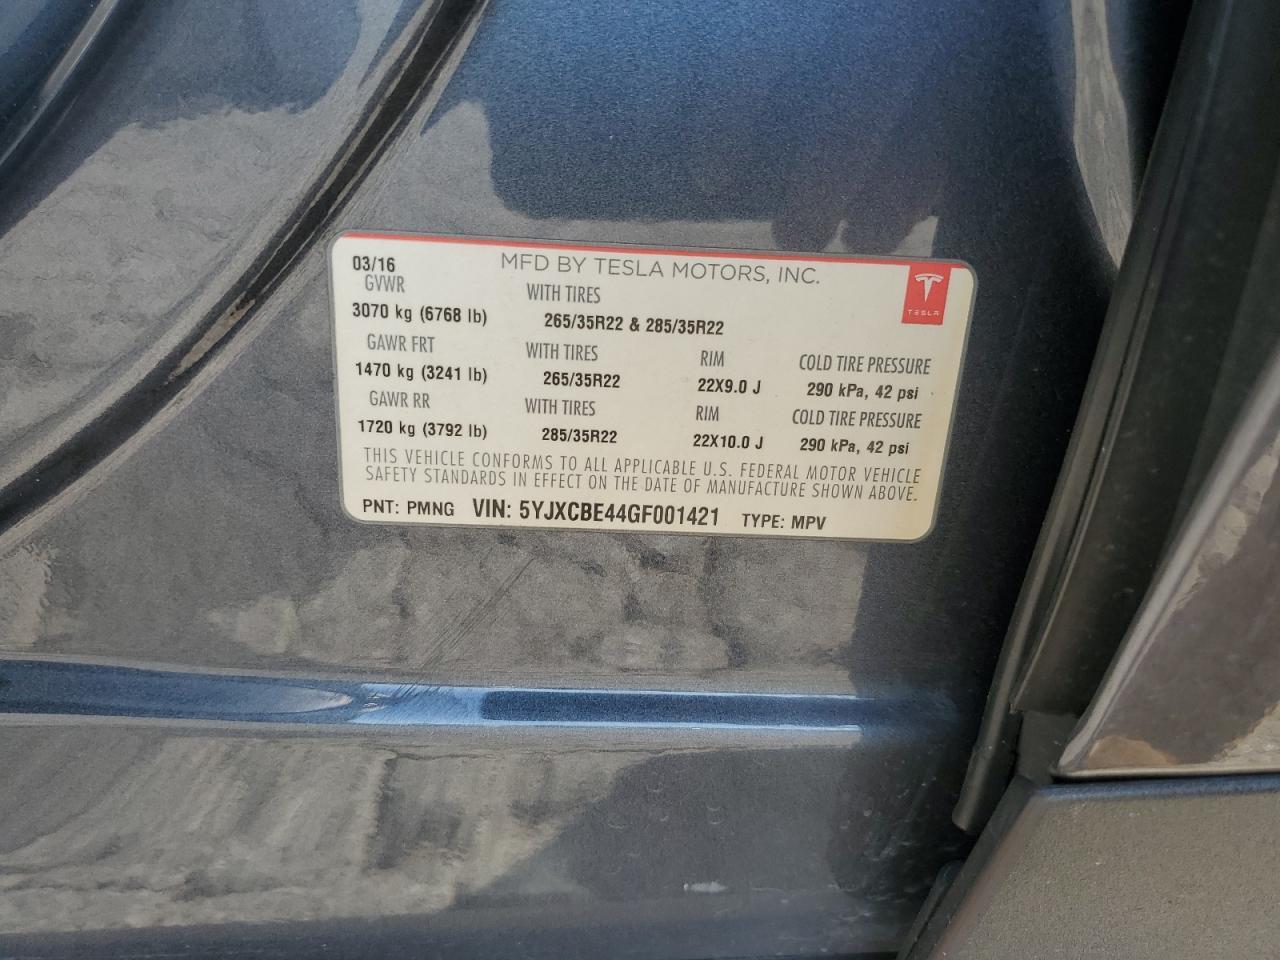 03/16 MFD BY TESLA MOTORS, INC.
GVWR WITH TIRES
3070 kg (6768 lb) 265/35R22 & 285/35R22
TESLA
GAWR FRT WITH TIRES RIM COLD TIRE PRESSURE
1470 kg (3241 lb) 265/35R22 22X9.0 J 290 kPa, 42 psi
GAWR RR WITH TIRES RIM COLD TIRE PRESSURE
1720 kg (3792 lb) 285/35R22 22X10.0 J 290 kPa, 42 psi
THIS VEHICLE CONFORMS TO ALL APPLICABLE U.S. FEDERAL MOTOR VEHICLE
SAFETY STANDARDS IN EFFECT ON THE DATE OF MANUFACTURE SHOWN ABOVE.
PNT: PMNG VIN: 5YJXCBE44GF001421 TYPE: MPV